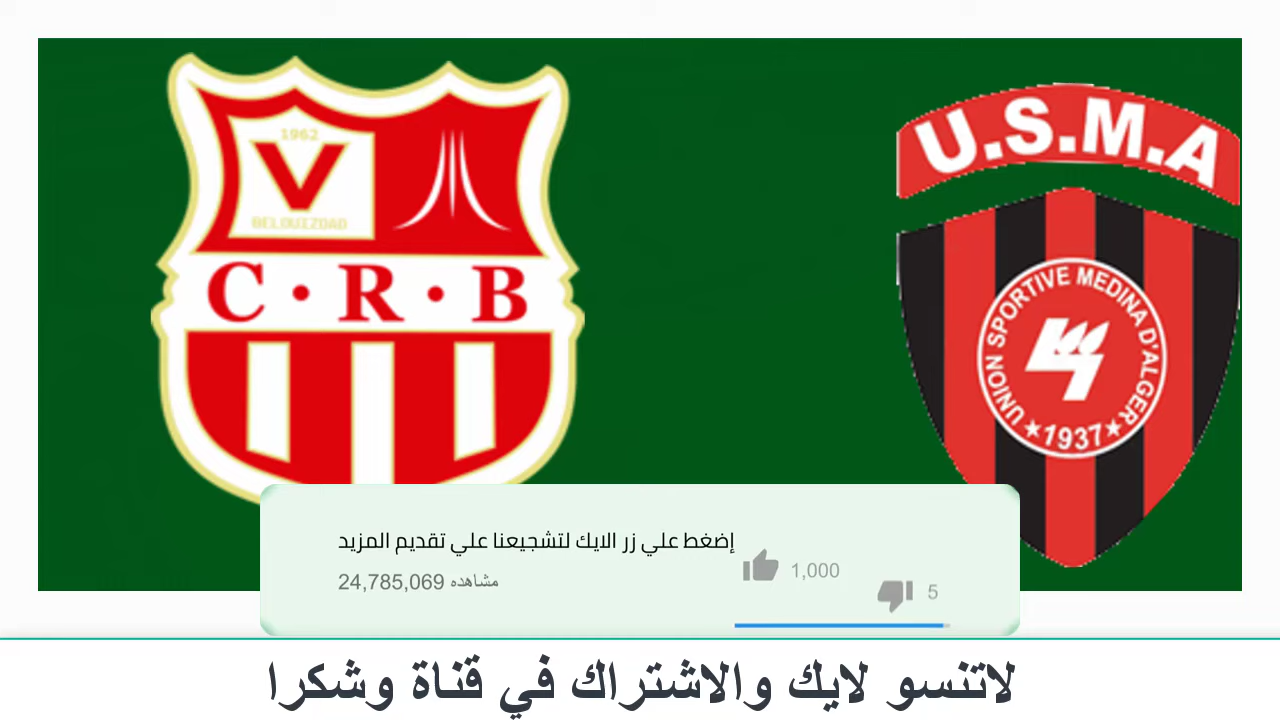 1962
V
BELOUIZDAD
C.R.B
U.S.M.A
UNION SPORTIVE MEDINA D'ALGER
★1937★
إضغط علي زر الايك لتشجيعنا علي تقديم المزيد
24,785,069 مشاهده
1,000
5
لاتنسو لايك والاشتراك في قناة وشكرا